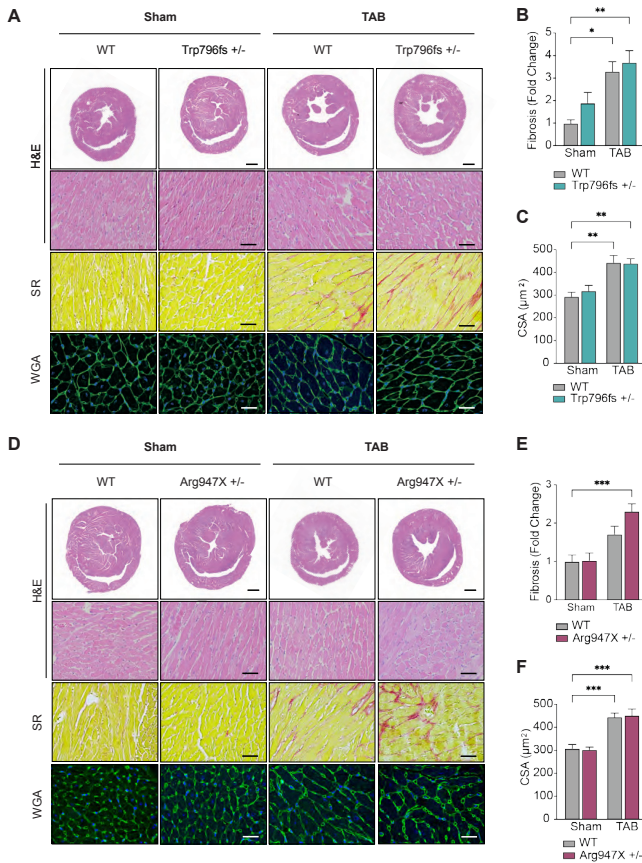 A
Sham
TAB
WT
Trp796fs +/-
WT
Trp796fs +/-
H&E
SR
WGA
B
**
*
Fibrosis (Fold Change)
5
4
3
2
1
0
Sham
TAB
WT
Trp796fs +/-
C
**
**
CSA (µm²)
500
400
300
200
100
0
Sham
TAB
WT
Trp796fs +/-
D
Sham
TAB
WT
Arg947X +/-
WT
Arg947X +/-
H&E
SR
WGA
E
***
Fibrosis (Fold Change)
3
2
1
0
Sham
TAB
WT
Arg947X +/-
F
***
***
CSA (µm²)
500
400
300
200
100
0
Sham
TAB
WT
Arg947X +/-